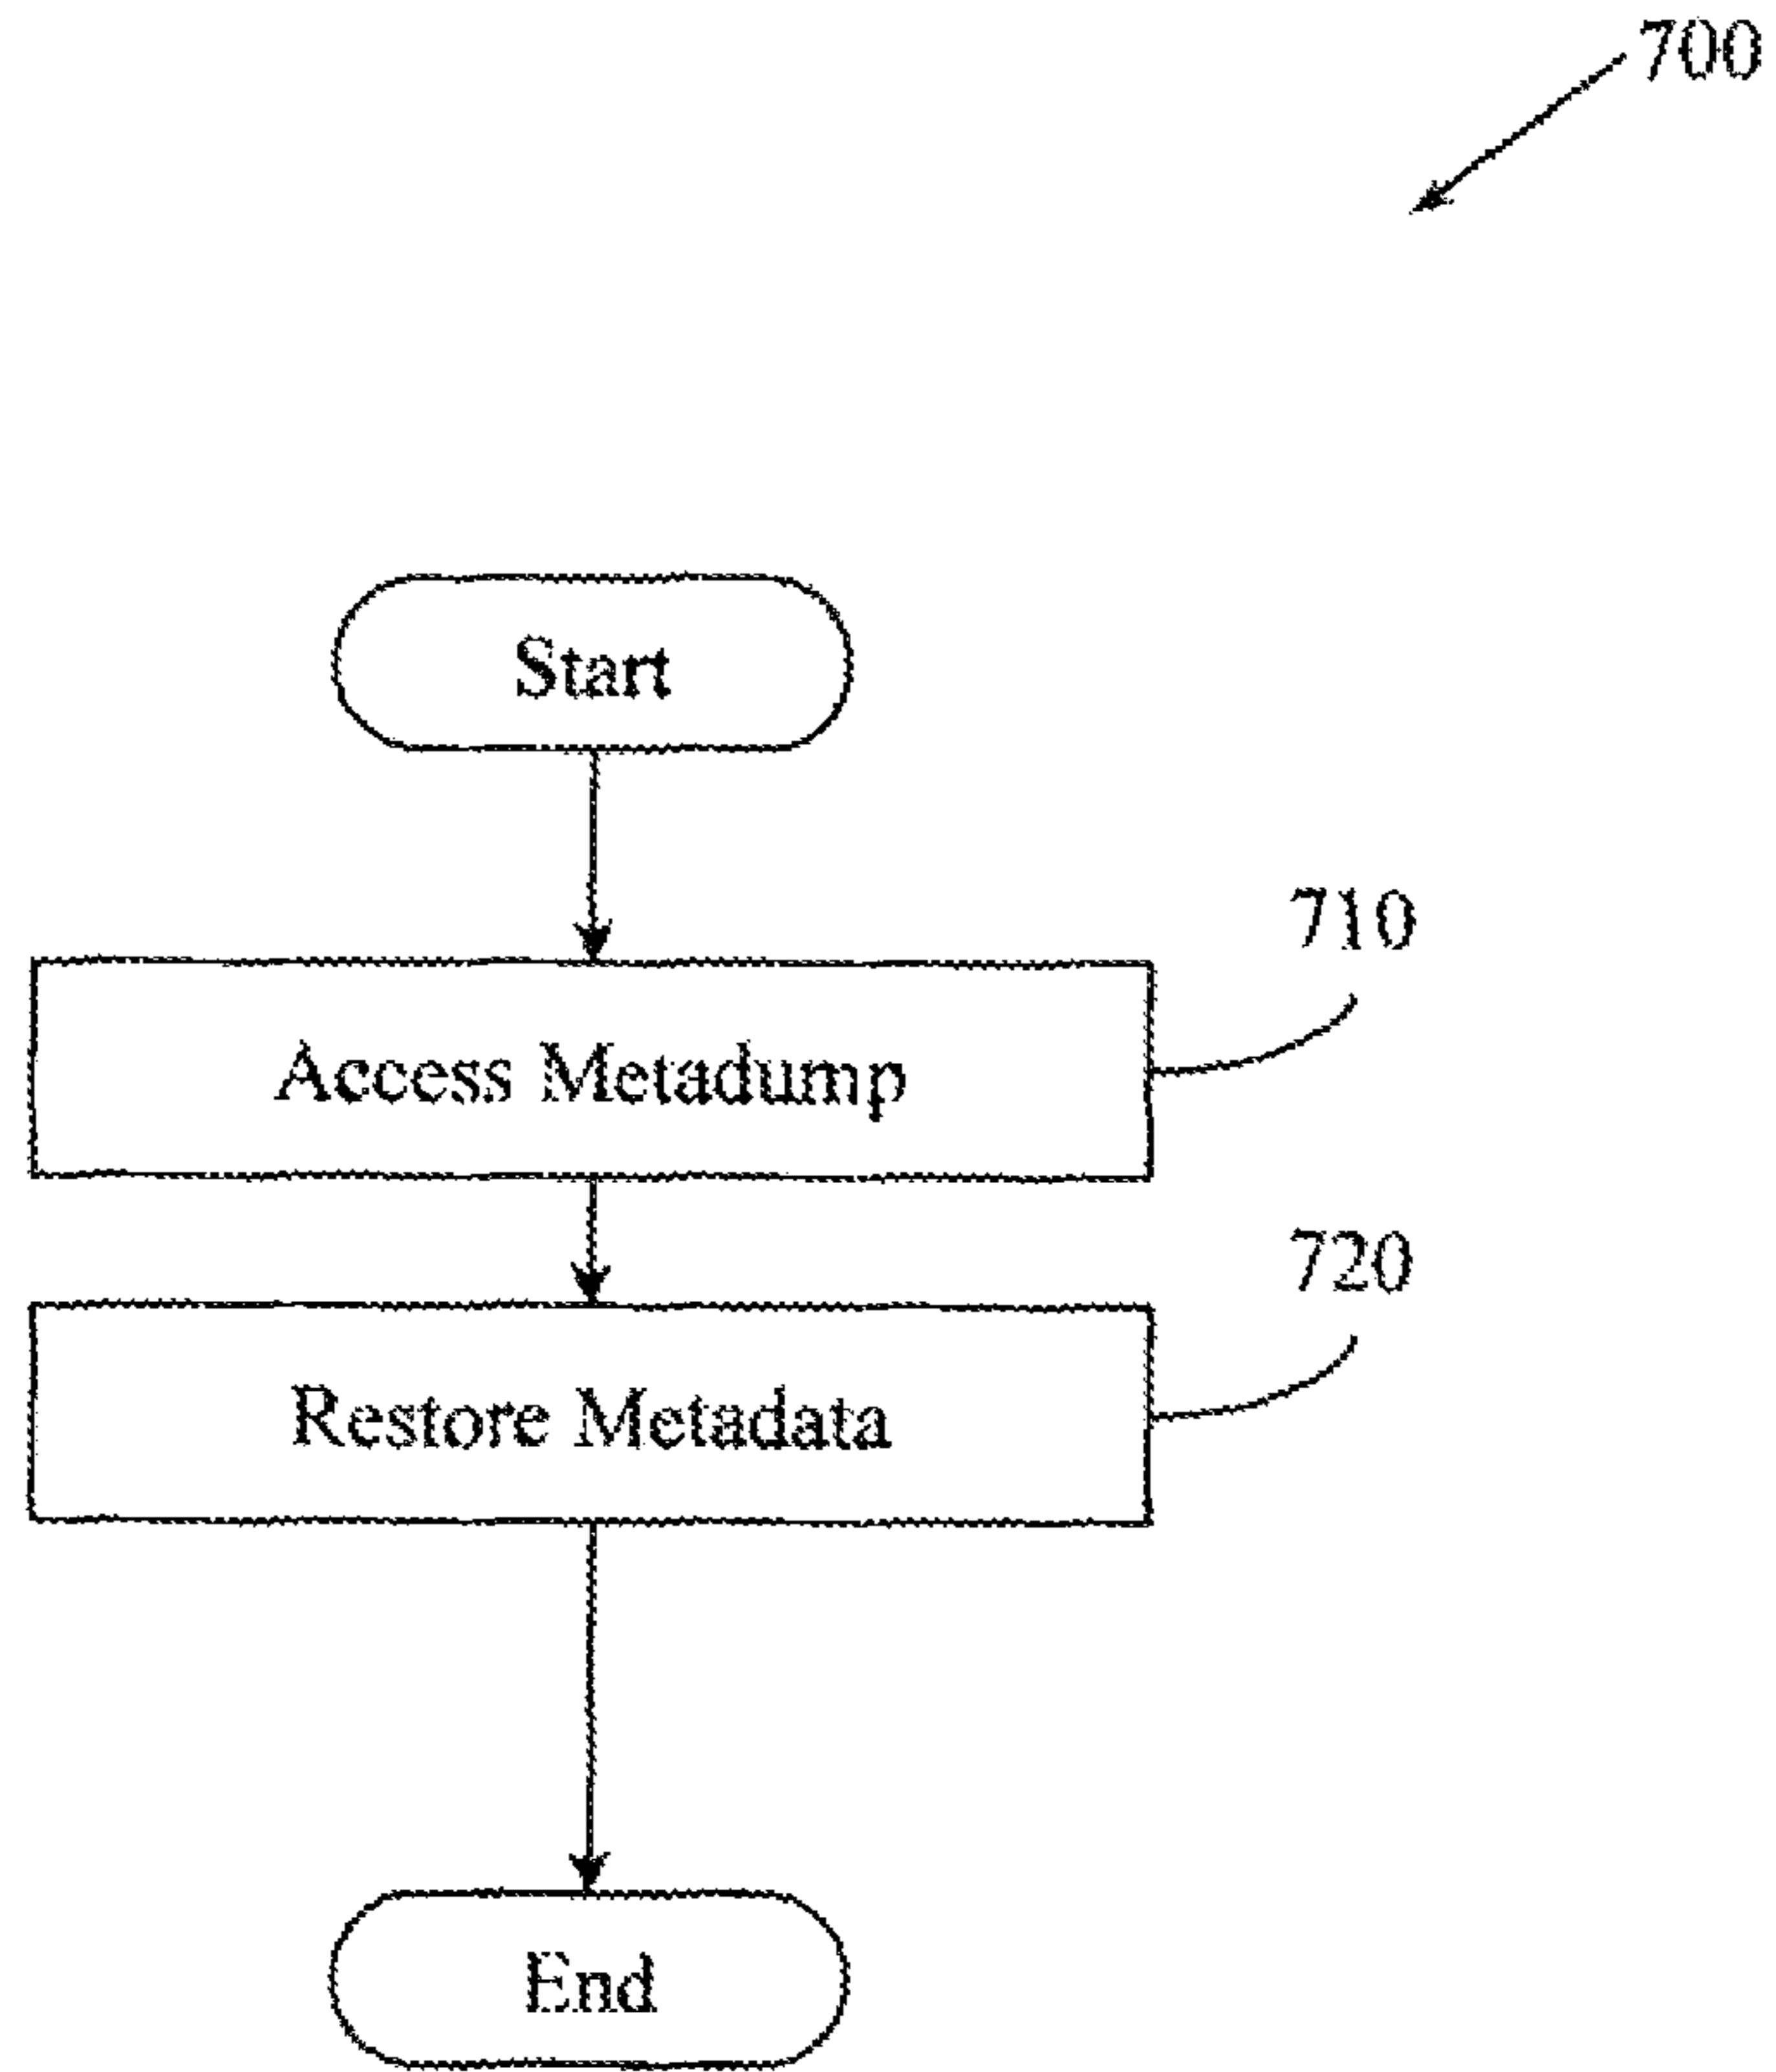 700
Start
710
Access Metadump
720
Restore Metadata
End